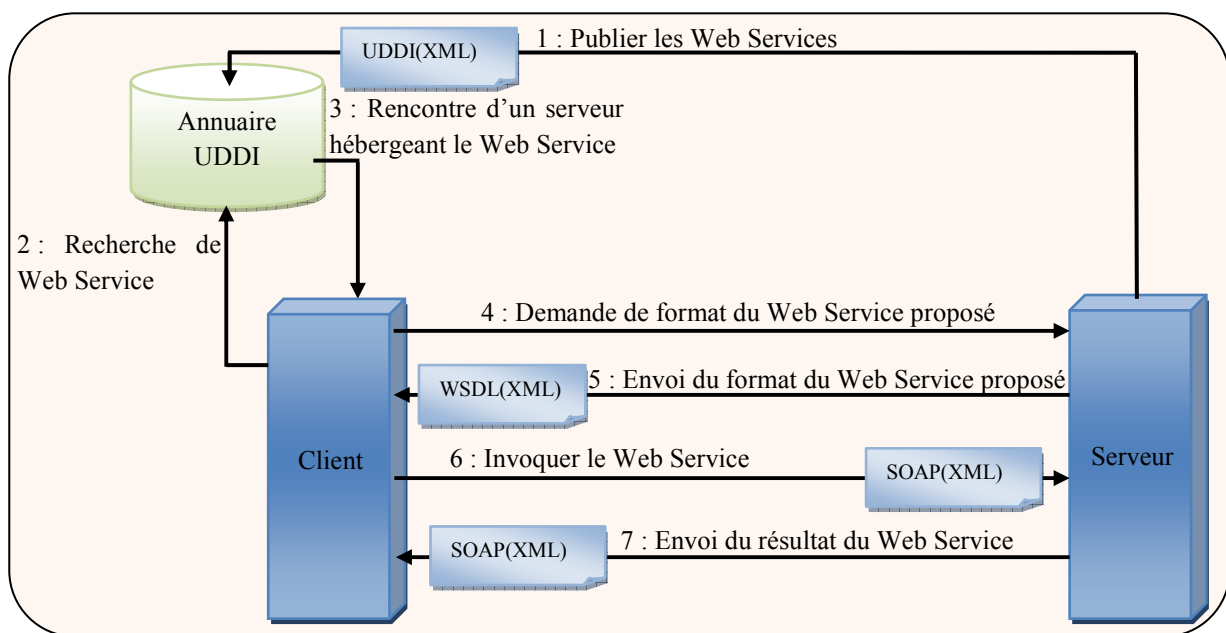 1 : Publier les Web Services
UDDI(XML)
Annuaire
UDDI
3 : Rencontre d’un serveur
hébergeant le Web Service
2 : Recherche de
Web Service
4 : Demande de format du Web Service proposé
WSDL(XML)
5 : Envoi du format du Web Service proposé
Client
6 : Invoquer le Web Service
SOAP(XML)
Serveur
SOAP(XML)
7 : Envoi du résultat du Web Service